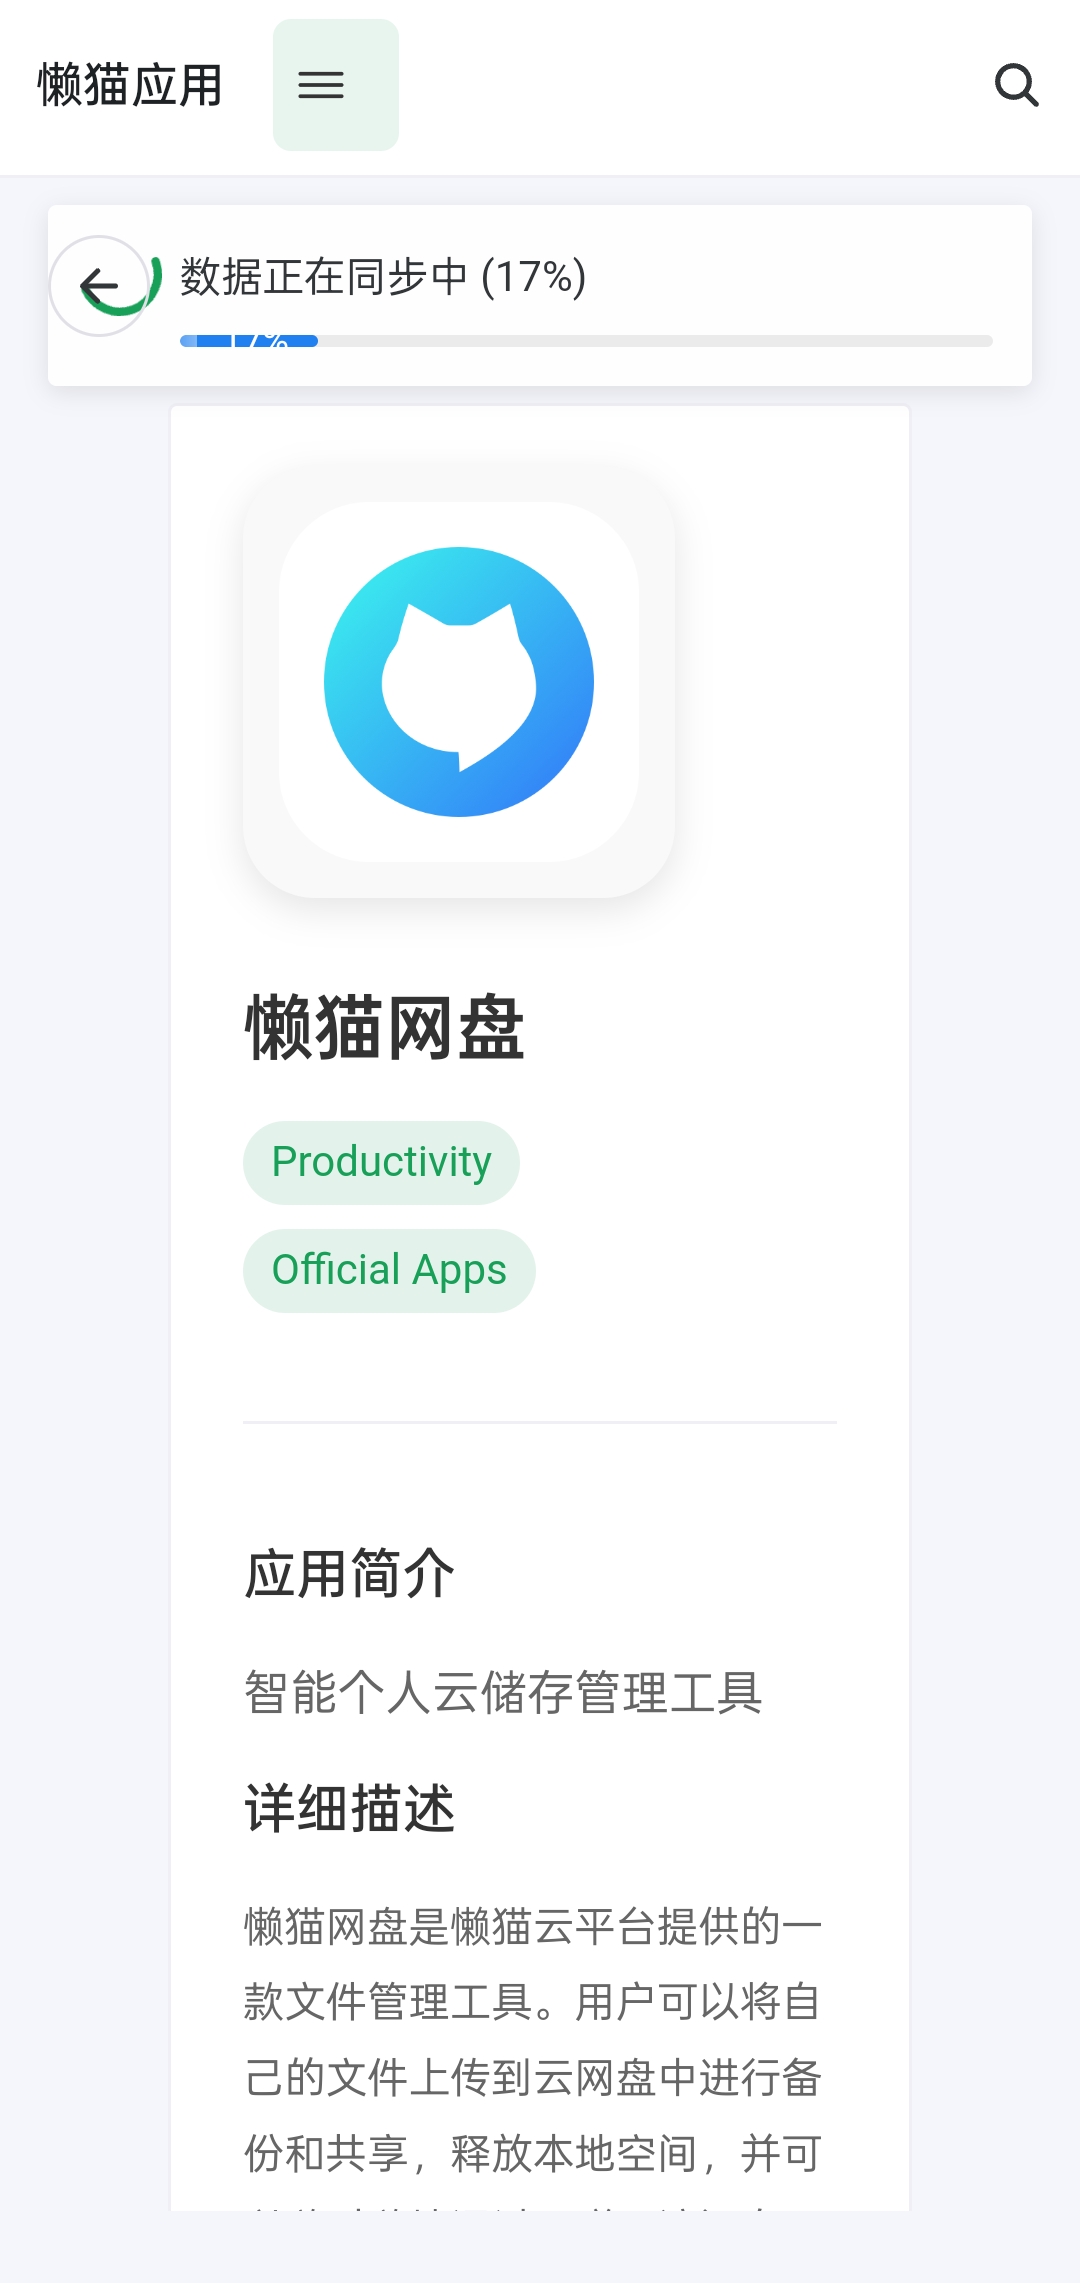 懒猫应用
数据正在同步中 (17%)
17%
懒猫网盘
Productivity
Official Apps
应用简介
智能个人云储存管理工具
详细描述
懒猫网盘是懒猫云平台提供的一
款文件管理工具。用户可以将自
己的文件上传到云网盘中进行备
份和共享，释放本地空间，并可